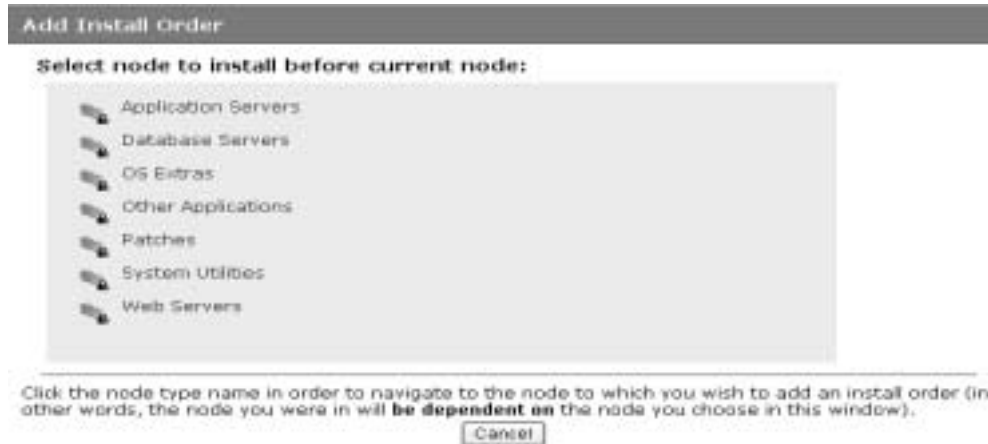 Add Install Order
Select node to install before current node:
Application Servers
Database Servers
OS Extras
Other Applications
Patches
System Utilities
Web Servers
Click the node type name in order to navigate to the node to which you wish to add an install order (in
other words, the node you were in will be dependent on the node you choose in this window).
Cancel